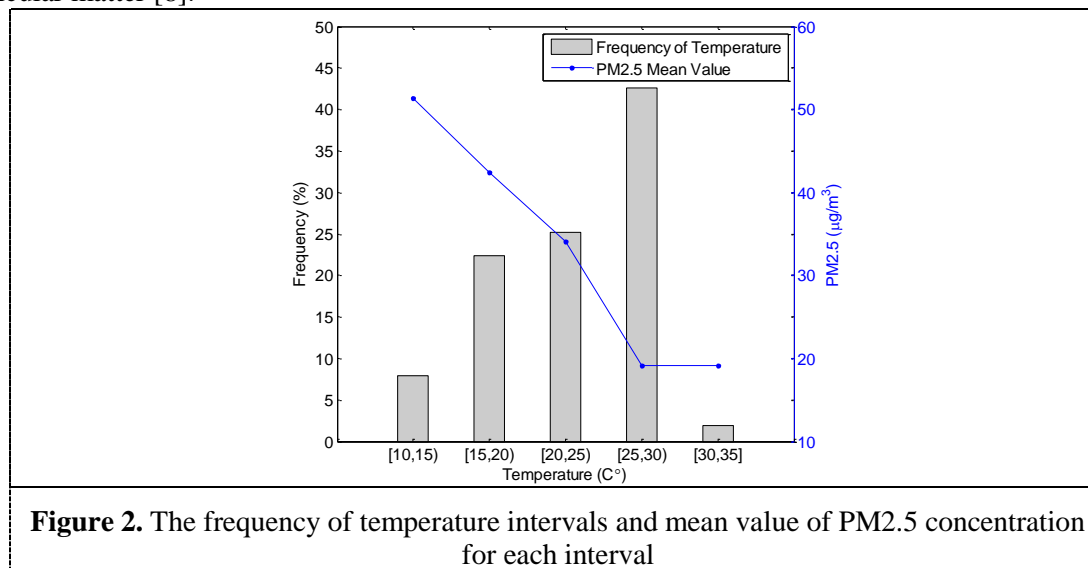 50
45
40
35
30
25
20
15
10
5
0
Frequency (%)
Frequency of Temperature
PM2.5 Mean Value
60
50
40
30
20
10
PM2.5 (μg/m³)
[10,15) [15,20) [20,25) [25,30) [30,35]
Temperature (C°)
Figure 2. The frequency of temperature intervals and mean value of PM2.5 concentration
for each interval